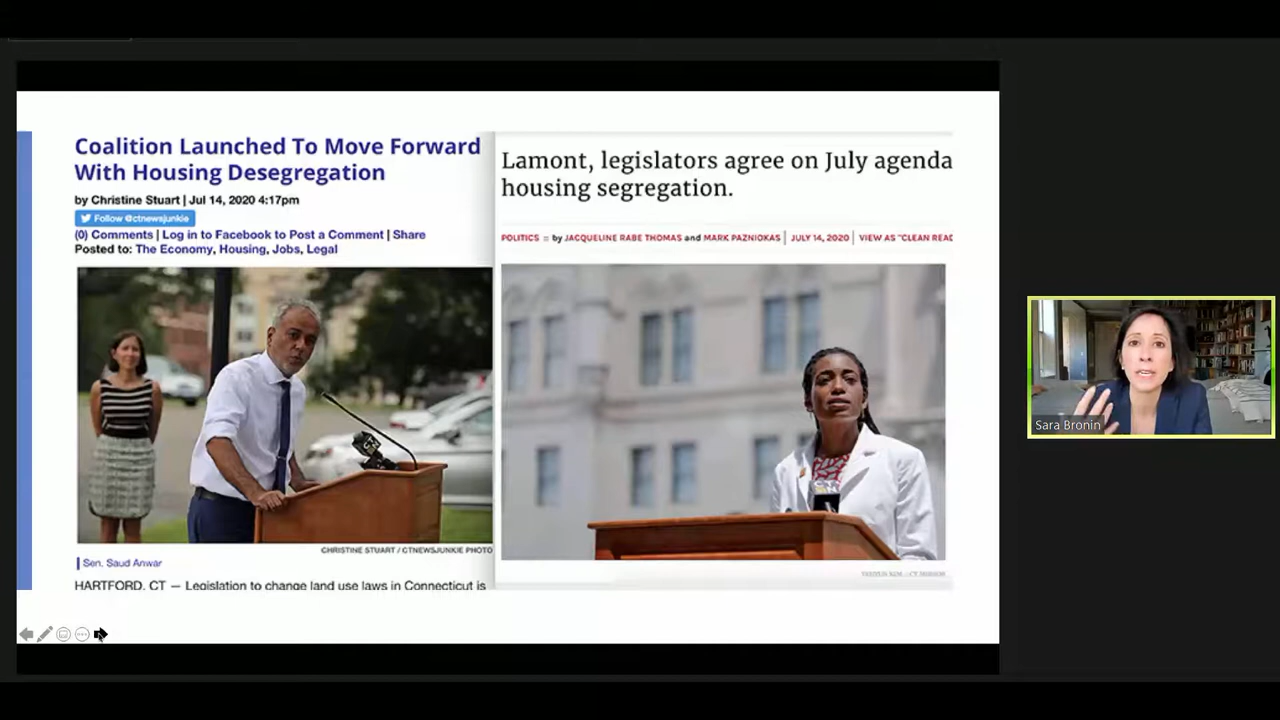 Coalition Launched To Move Forward
With Housing Desegregation
by Christine Stuart | Jul 14, 2020 4:17pm
Follow @ctnewsjunkie
(0) Comments | Log in to Facebook to Post a Comment | Share
Posted to: The Economy, Housing, Jobs, Legal
CHRISTINE STUART / CTNEWSJUNKIE PHOTO
Sen. Saud Anwar
HARTFORD, CT — Legislation to change land use laws in Connecticut is
Lamont, legislators agree on July agenda
housing segregation.
POLITICS :: by JACQUELINE RABE THOMAS and MARK PAZNIOKAS | JULY 14, 2020 | VIEW AS "CLEAN READ
Sara Bronin